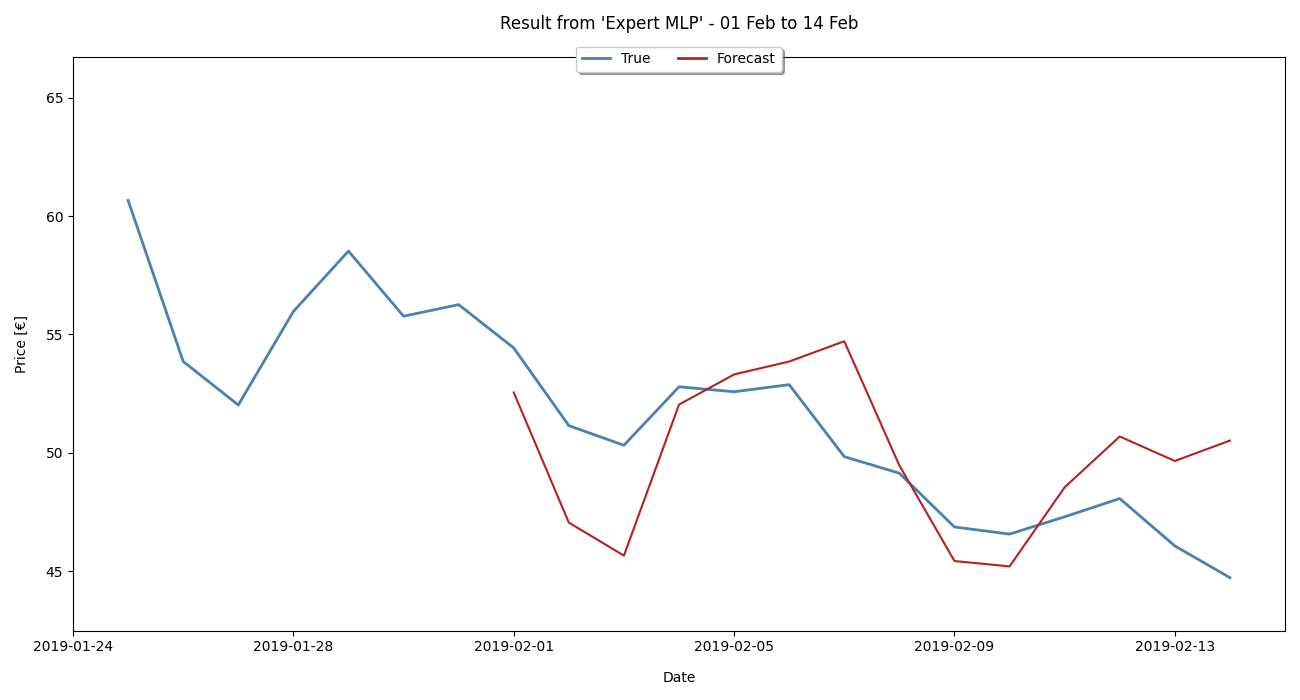 Result from 'Expert MLP' - 01 Feb to 14 Feb
True Forecast
65
60
55
50
45
Price [€]
2019-01-24 2019-01-28 2019-02-01 2019-02-05 2019-02-09 2019-02-13
Date